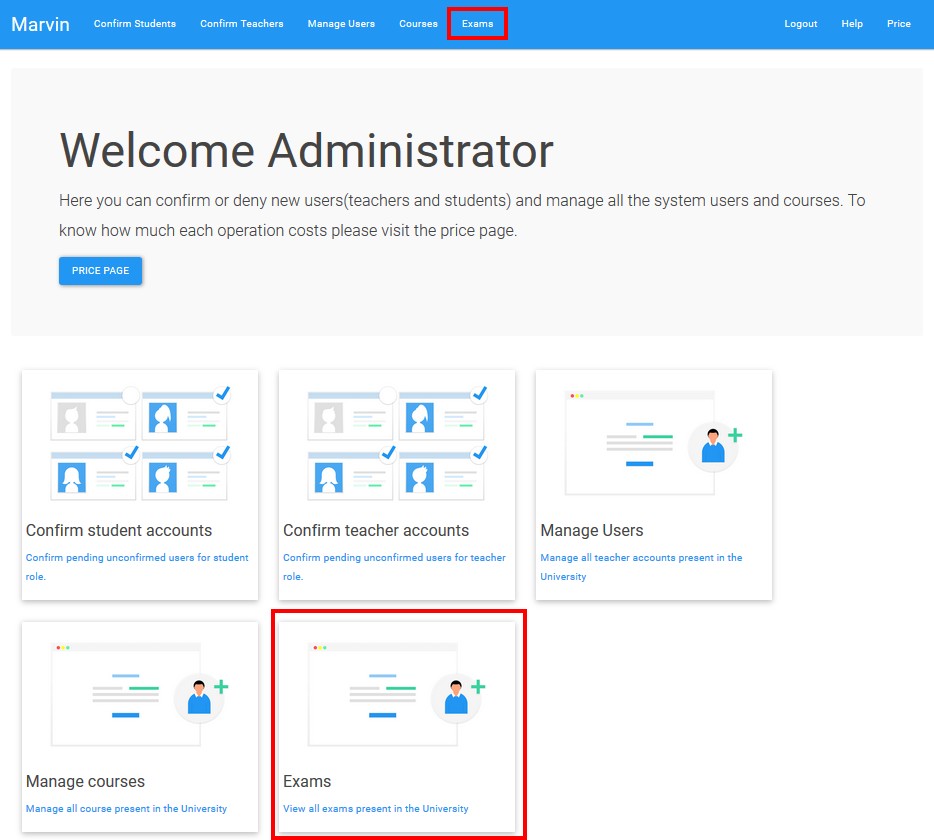 Marvin Confirm Students Confirm Teachers Manage Users Courses Exams Logout Help Price
Welcome Administrator
Here you can confirm or deny new users(teachers and students) and manage all the system users and courses. To
know how much each operation costs please visit the price page.
PRICE PAGE
Confirm student accounts
Confirm pending unconfirmed users for student
role.
Confirm teacher accounts
Confirm pending unconfirmed users for teacher
role.
Manage Users
Manage all teacher accounts present in the
University
Manage courses
Manage all course present in the University
Exams
View all exams present in the University